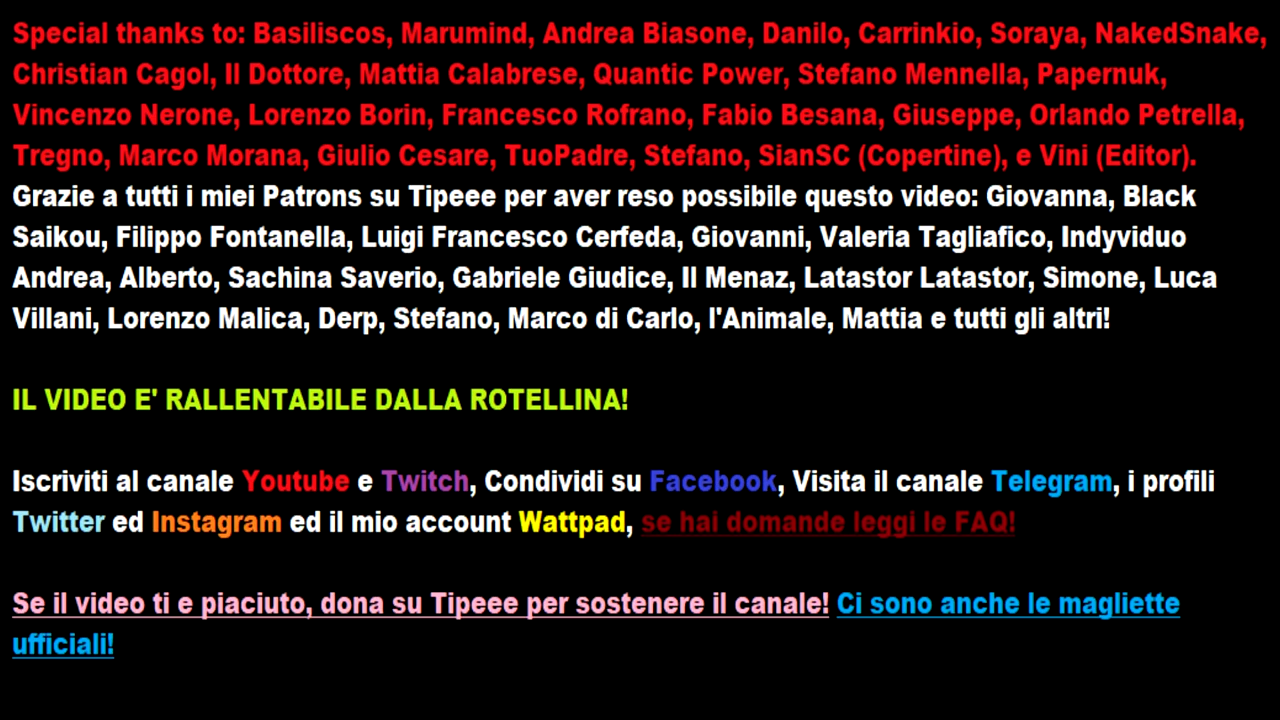 Special thanks to: Basiliscos, Marumind, Andrea Biasone, Danilo, Carrinkio, Soraya, NakedSnake,
Christian Cagol, Il Dottore, Mattia Calabrese, Quantic Power, Stefano Mennella, Papernuk,
Vincenzo Nerone, Lorenzo Borin, Francesco Rofrano, Fabio Besana, Giuseppe, Orlando Petrella,
Tregno, Marco Morana, Giulio Cesare, TuoPadre, Stefano, SianSC (Copertine), e Vini (Editor).
Grazie a tutti i miei Patrons su Tipeee per aver reso possibile questo video: Giovanna, Black
Saikou, Filippo Fontanella, Luigi Francesco Cerfeda, Giovanni, Valeria Tagliafico, Indyviduo
Andrea, Alberto, Sachina Saverio, Gabriele Giudice, Il Menaz, Latastor Latastor, Simone, Luca
Villani, Lorenzo Malica, Derp, Stefano, Marco di Carlo, l'Animale, Mattia e tutti gli altri!
IL VIDEO E' RALLENTABILE DALLA ROTELLINA!
Iscriviti al canale Youtube e Twitch, Condividi su Facebook, Visita il canale Telegram, i profili
Twitter ed Instagram ed il mio account Wattpad, se hai domande leggi le FAQ!
Se il video ti e piaciuto, dona su Tipeee per sostenere il canale! Ci sono anche le magliette
ufficiali!